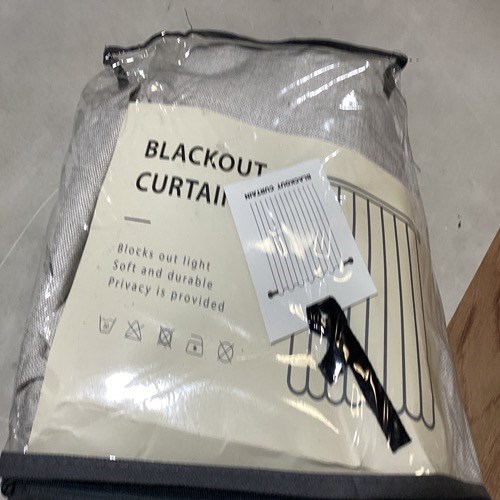 BLACKOUT
CURTAI
BLACKOUT CURTAIN
Blocks out light
Soft and durable
Privacy is provided